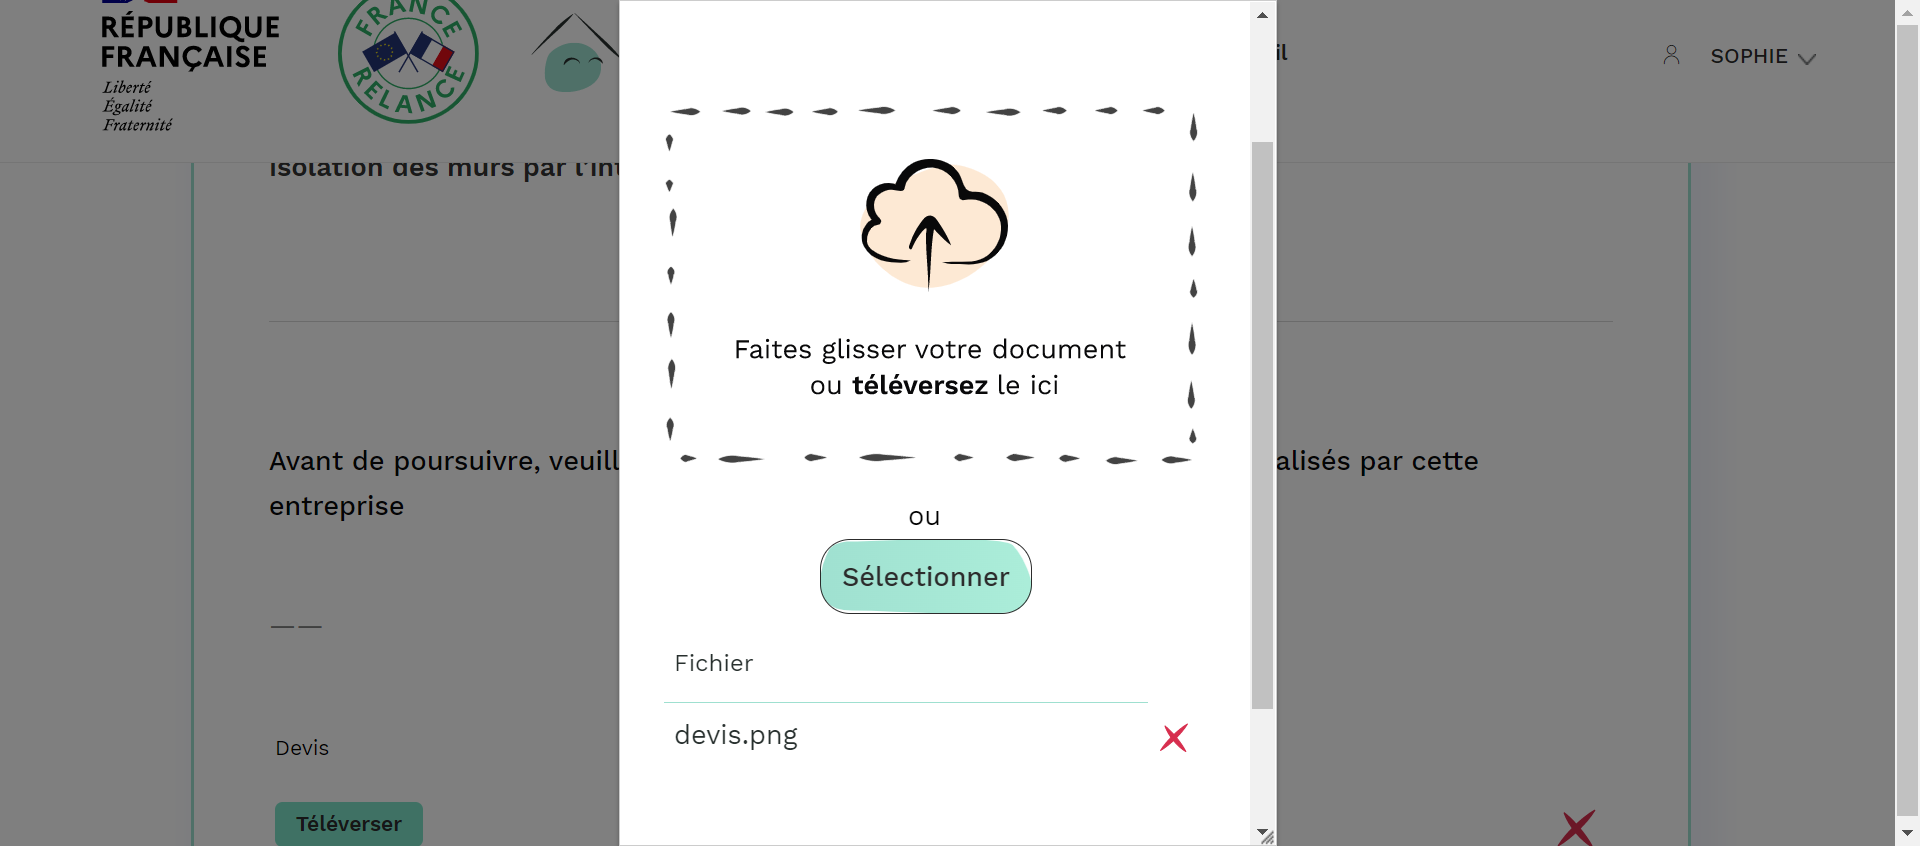 RÉPUBLIQUE
FRANÇAISE
Liberté
Égalité
Fraternité
FRANCE
RELANCE
il
SOPHIE
Isolation des murs par l'int
Faites glisser votre document
ou téléversez le ici
Avant de poursuivre, veuill
alisés par cette
entreprise
ou
Sélectionner
Fichier
devis.png
Devis
Téléverser